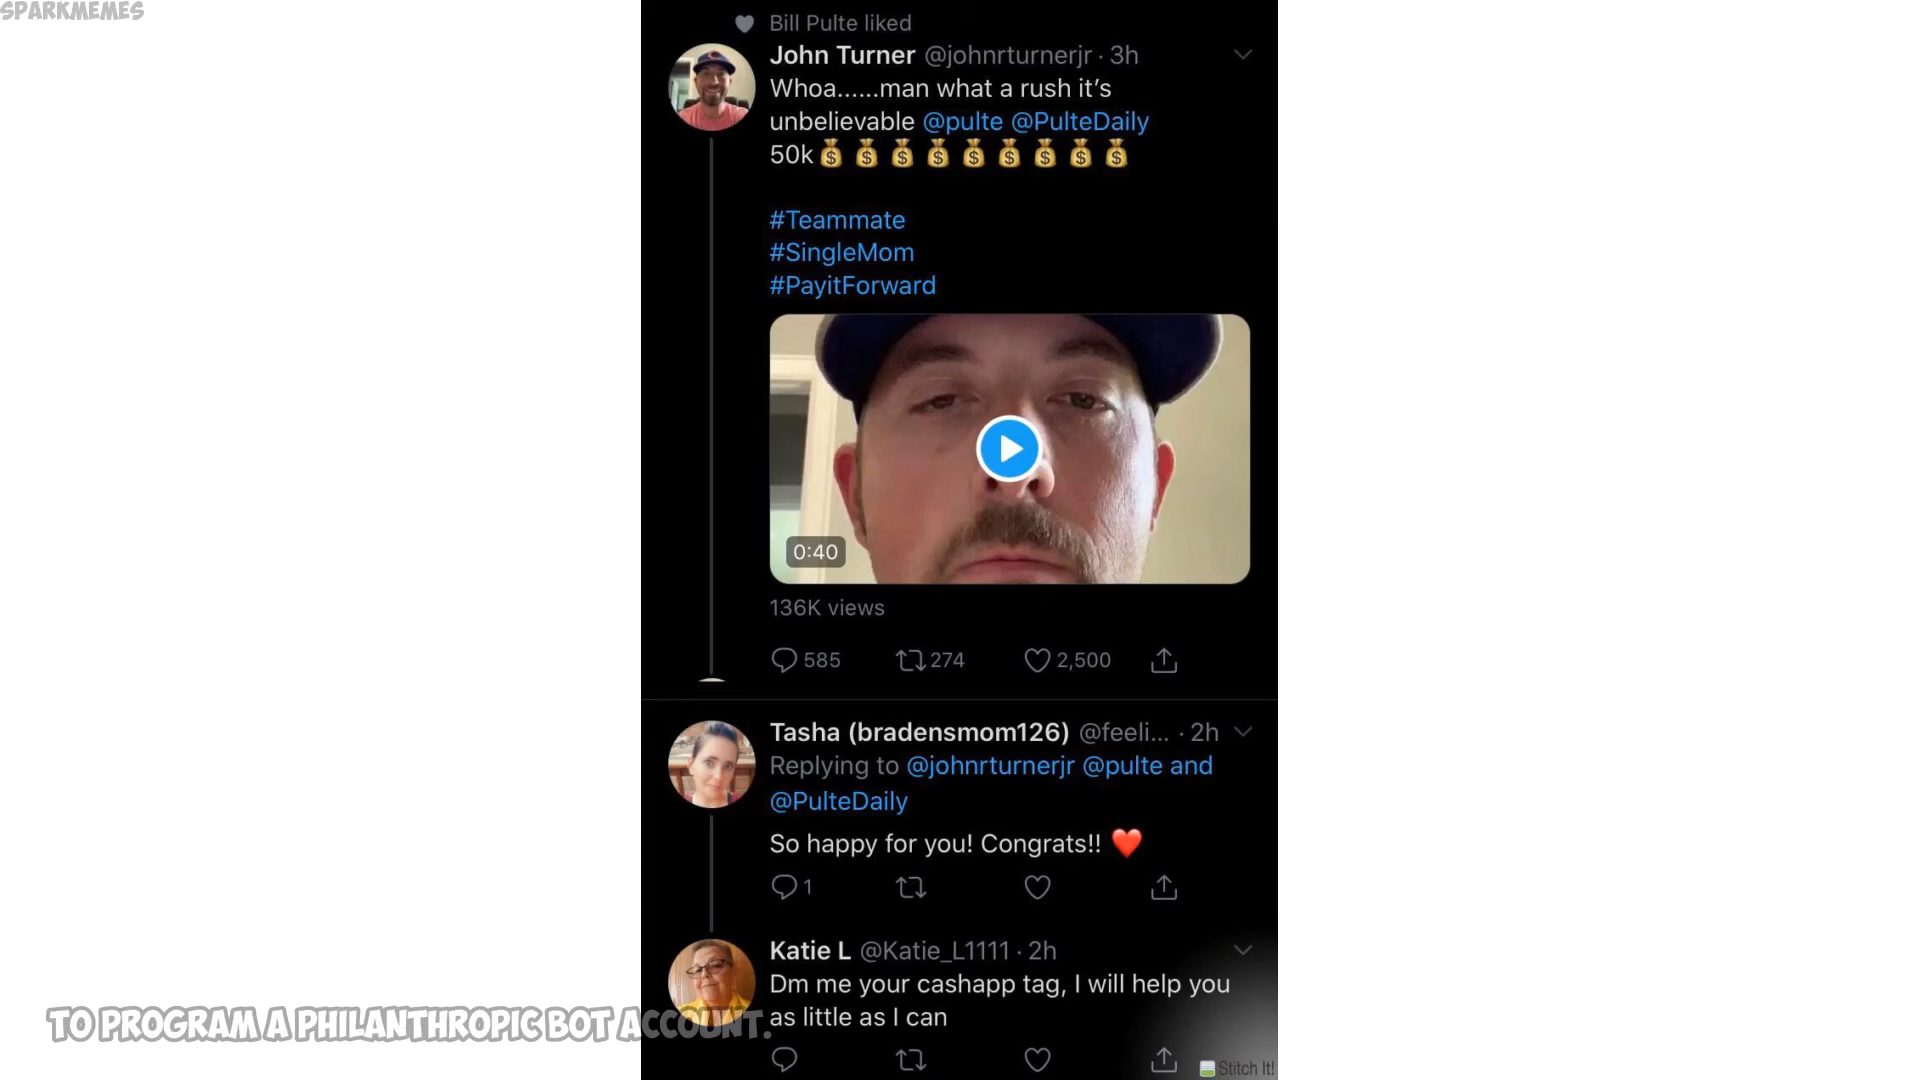 SPARKMEMES
Bill Pulte liked
John Turner @johnrturnerjr · 3h
Whoa......man what a rush it's
unbelievable @pulte @PulteDaily
50k💰💰💰💰💰💰💰💰💰
#Teammate
#SingleMom
#PayitForward
0:40
136K views
585 274 2,500
Tasha (bradensmom126) @feeli... · 2h
Replying to @johnrturnerjr @pulte and
@PulteDaily
So happy for you! Congrats!! ❤️
1
Katie L @Katie_L1111 · 2h
Dm me your cashapp tag, I will help you
as little as I can
TO PROGRAM A PHILANTHROPIC BOT ACCOUNT.
Stitch It!